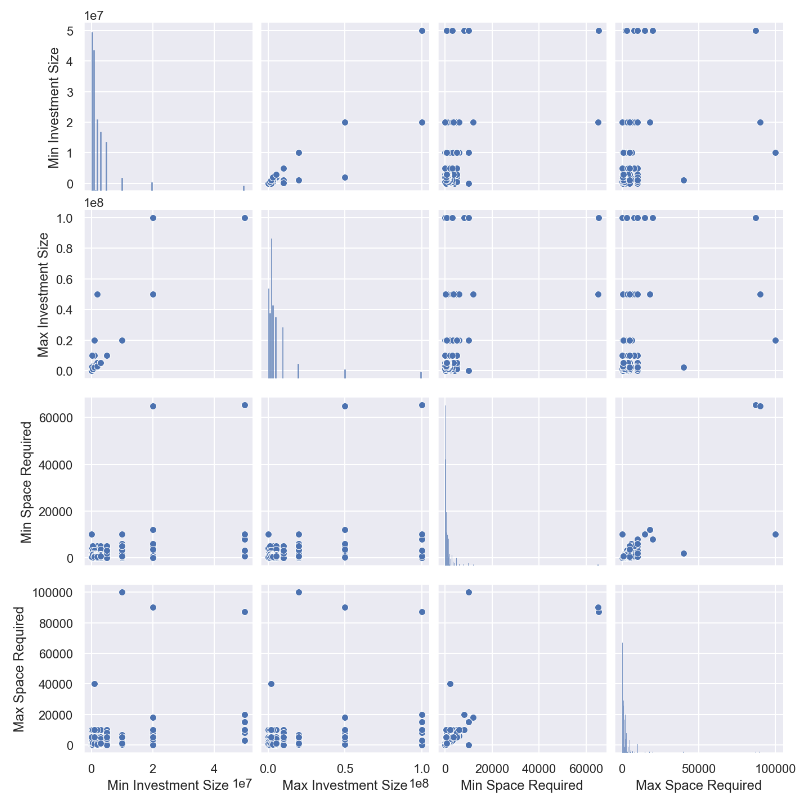 1e7
5
4
3
2
1
0
Min Investment Size
1e8
1.0
0.8
0.6
0.4
0.2
0.0
Max Investment Size
60000
40000
20000
0
Min Space Required
100000
80000
60000
40000
20000
0
Max Space Required
0 2 4 1e7
Min Investment Size
0.0 0.5 1.0 1e8
Max Investment Size
0 20000 40000 60000
Min Space Required
0 50000 100000
Max Space Required